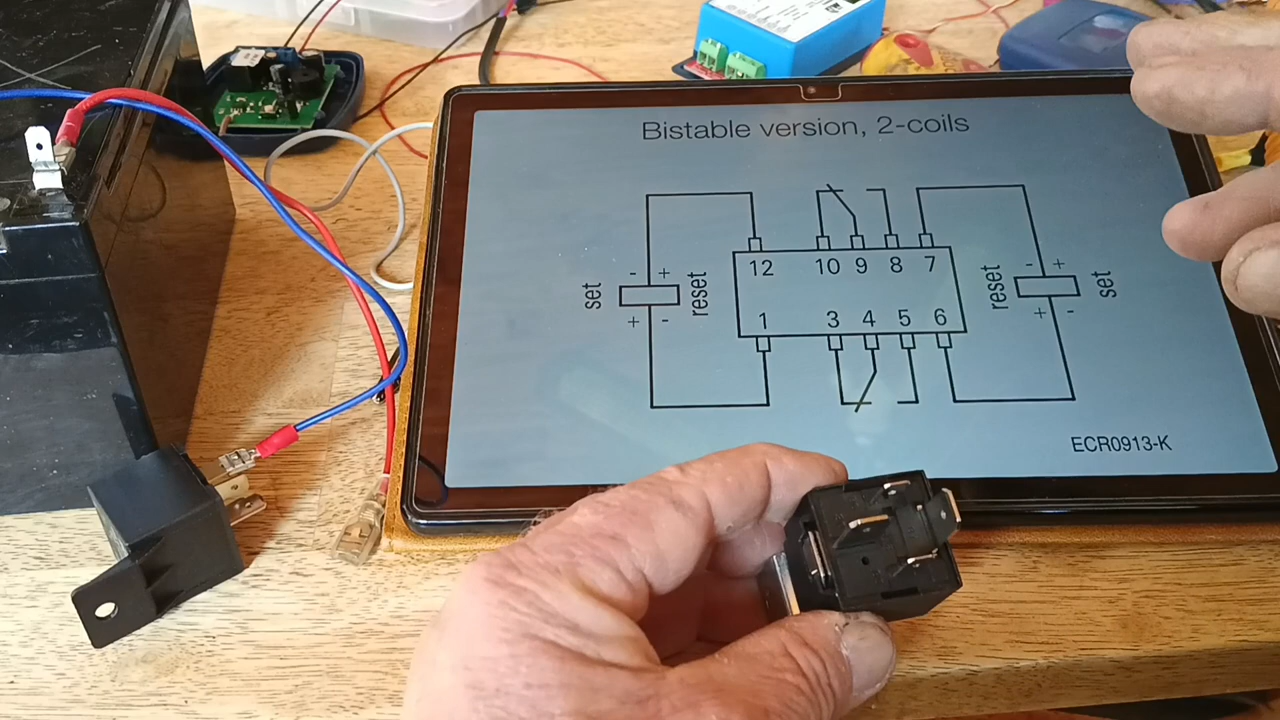 Bistable version, 2-coils
12 10 9 8 7
set - + reset
+ -
reset - + set
+ -
1 3 4 5 6
ECR0913-K